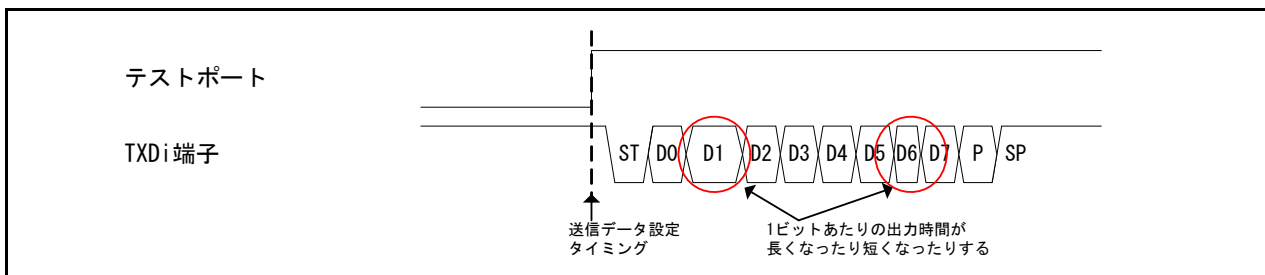 テストポート
TXDi端子
ST D0 D1 D2 D3 D4 D5 D6 D7 P SP
送信データ設定
タイミング
1ビットあたりの出力時間が
長くなったり短くなったりする